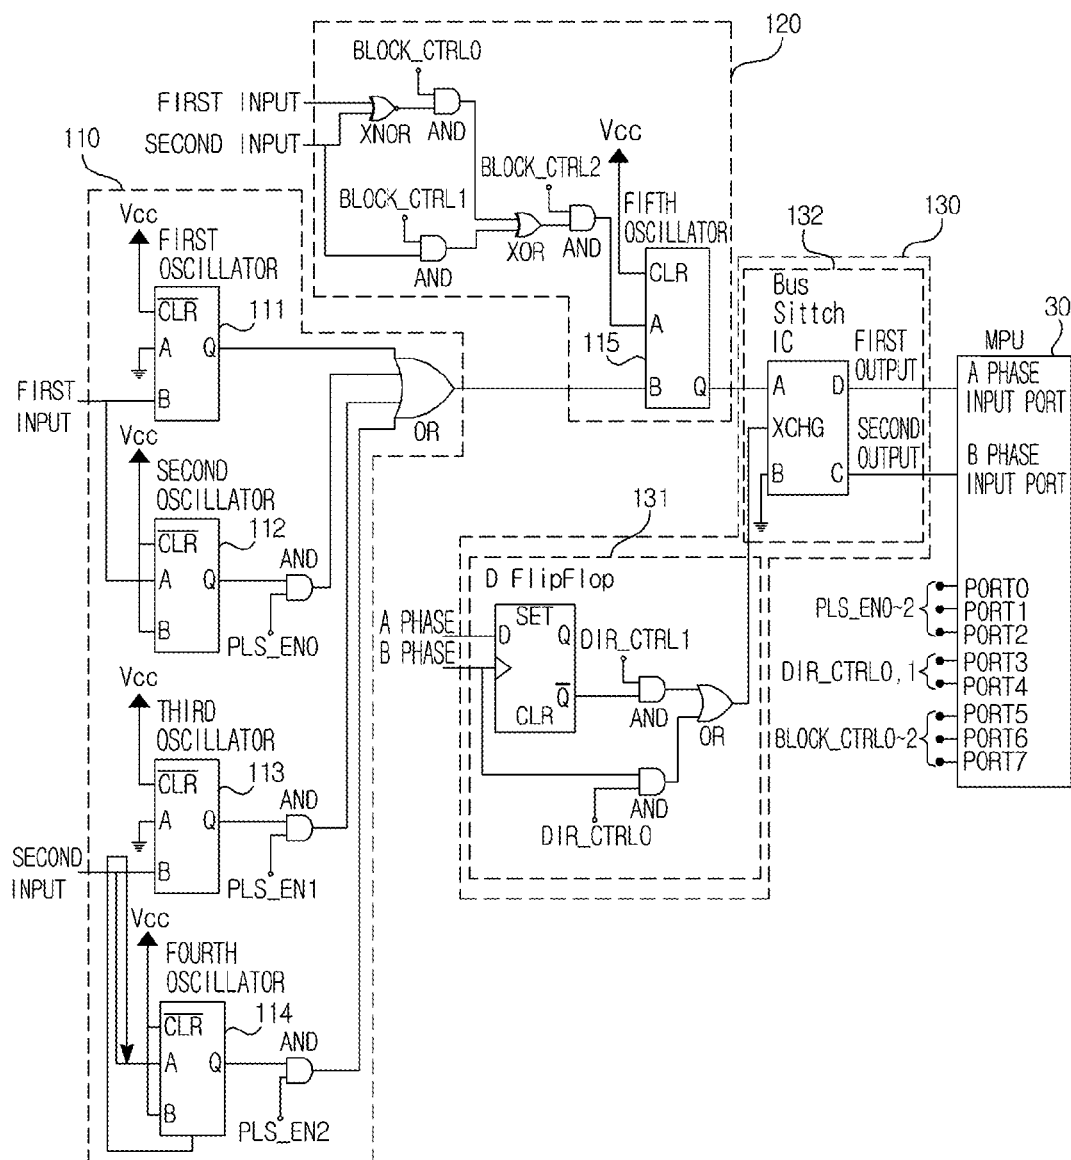 120
BLOCK_CTRL0
FIRST INPUT
SECOND INPUT
XNOR
AND
110
Vcc
BLOCK_CTRL2
BLOCK_CTRL1
XOR
AND
AND
FIFTH
OSCILLATOR
CLR
A
115
B
Q
132
130
Bus
Sittch
IC
A
D
XCHG
B
C
FIRST
OUTPUT
SECOND
OUTPUT
30
MPU
A PHASE
INPUT PORT
B PHASE
INPUT PORT
Vcc
FIRST
OSCILLATOR
CLR
111
A
Q
B
FIRST
INPUT
OR
Vcc
SECOND
OSCILLATOR
CLR
112
A
Q
B
AND
PLS_EN0
131
D FlipFlop
SET
A PHASE
D
Q
B PHASE
Q
CLR
DIR_CTRL1
AND
OR
AND
DIR_CTRL0
PLS_EN0~2
PORT0
PORT1
PORT2
DIR_CTRL0,1
PORT3
PORT4
BLOCK_CTRL0~2
PORT5
PORT6
PORT7
Vcc
THIRD
OSCILLATOR
CLR
113
A
Q
B
AND
SECOND
INPUT
PLS_EN1
Vcc
FOURTH
OSCILLATOR
CLR
114
A
Q
B
AND
PLS_EN2